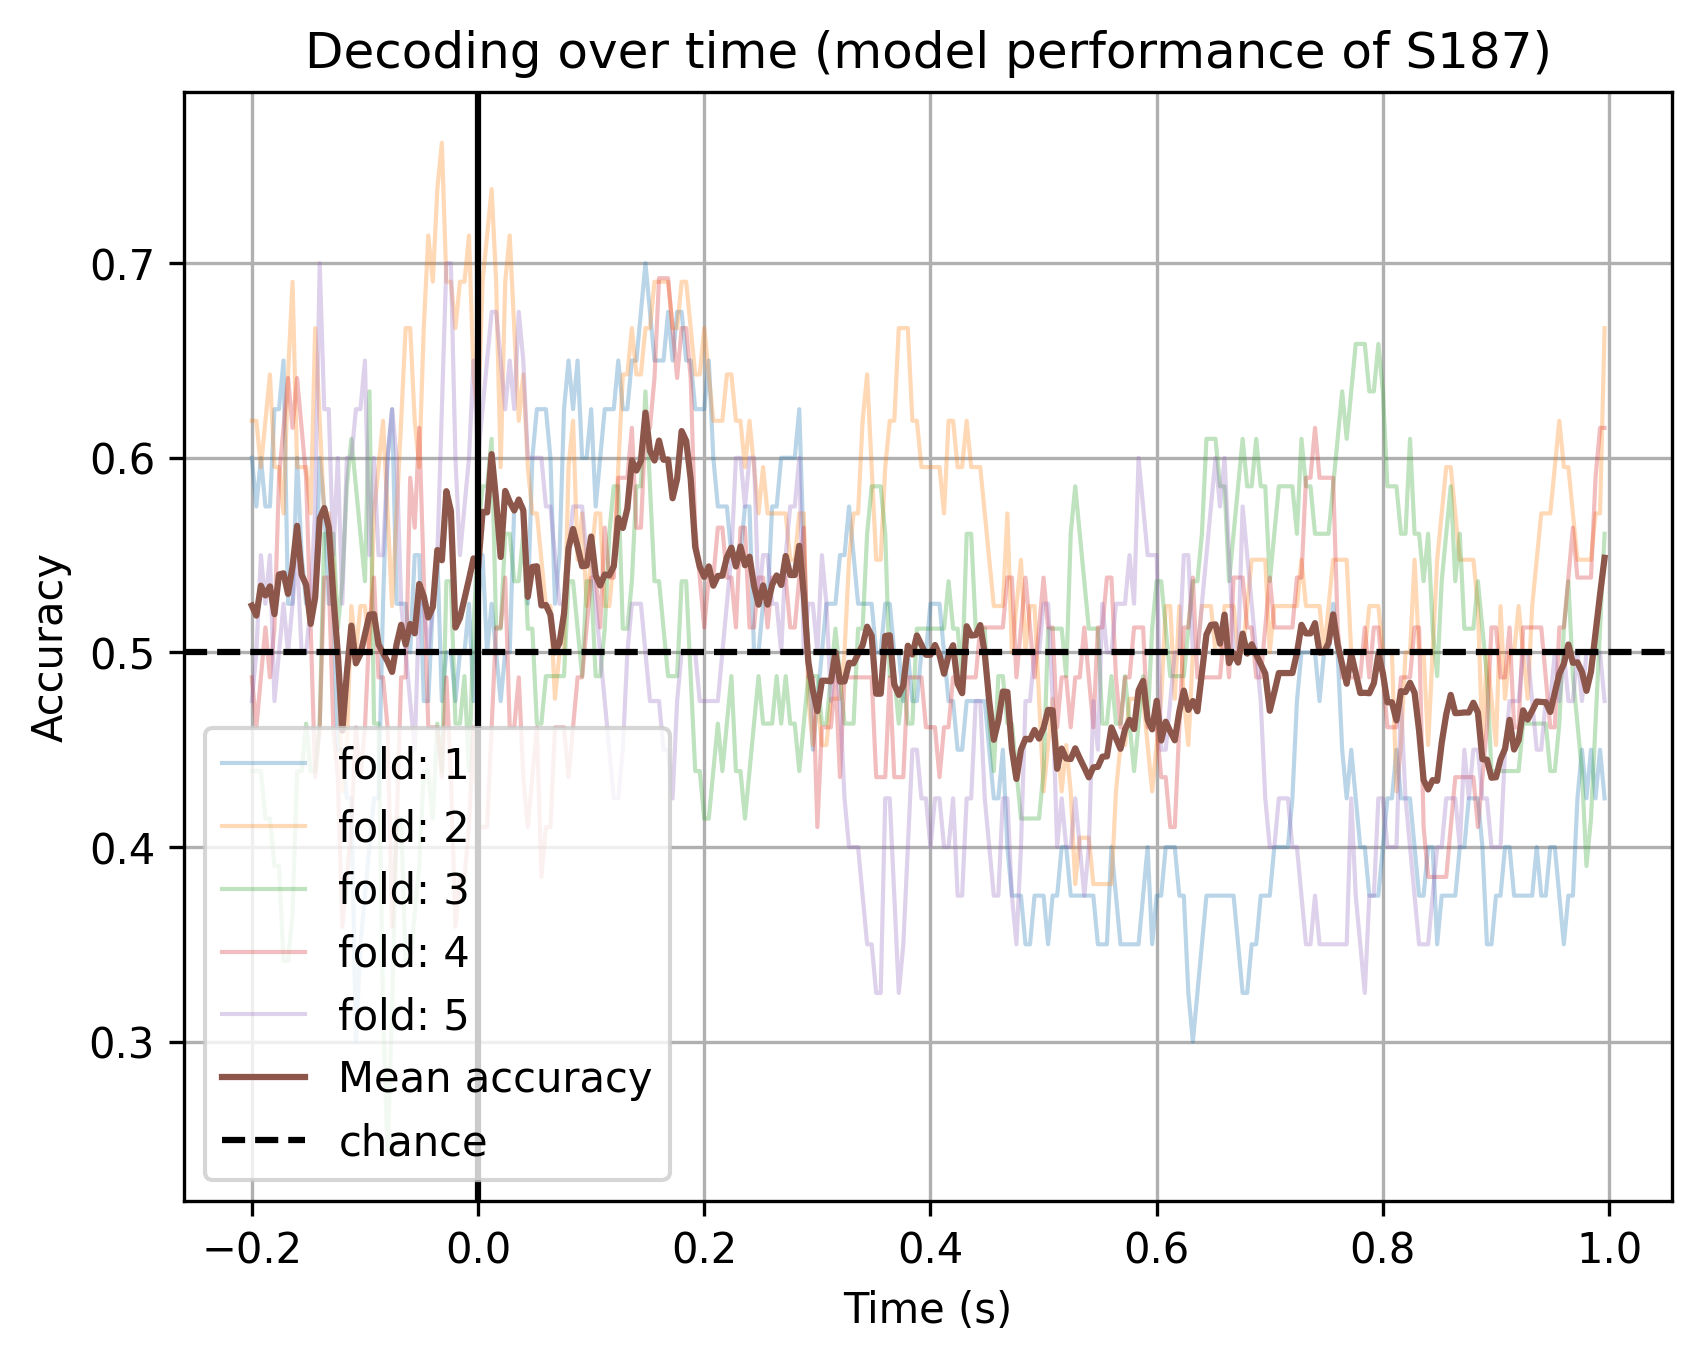 Decoding over time (model performance of S187)
Accuracy
0.7
0.6
0.5
0.4
0.3
fold: 1
fold: 2
fold: 3
fold: 4
fold: 5
Mean accuracy
chance
−0.2 0.0 0.2 0.4 0.6 0.8 1.0
Time (s)